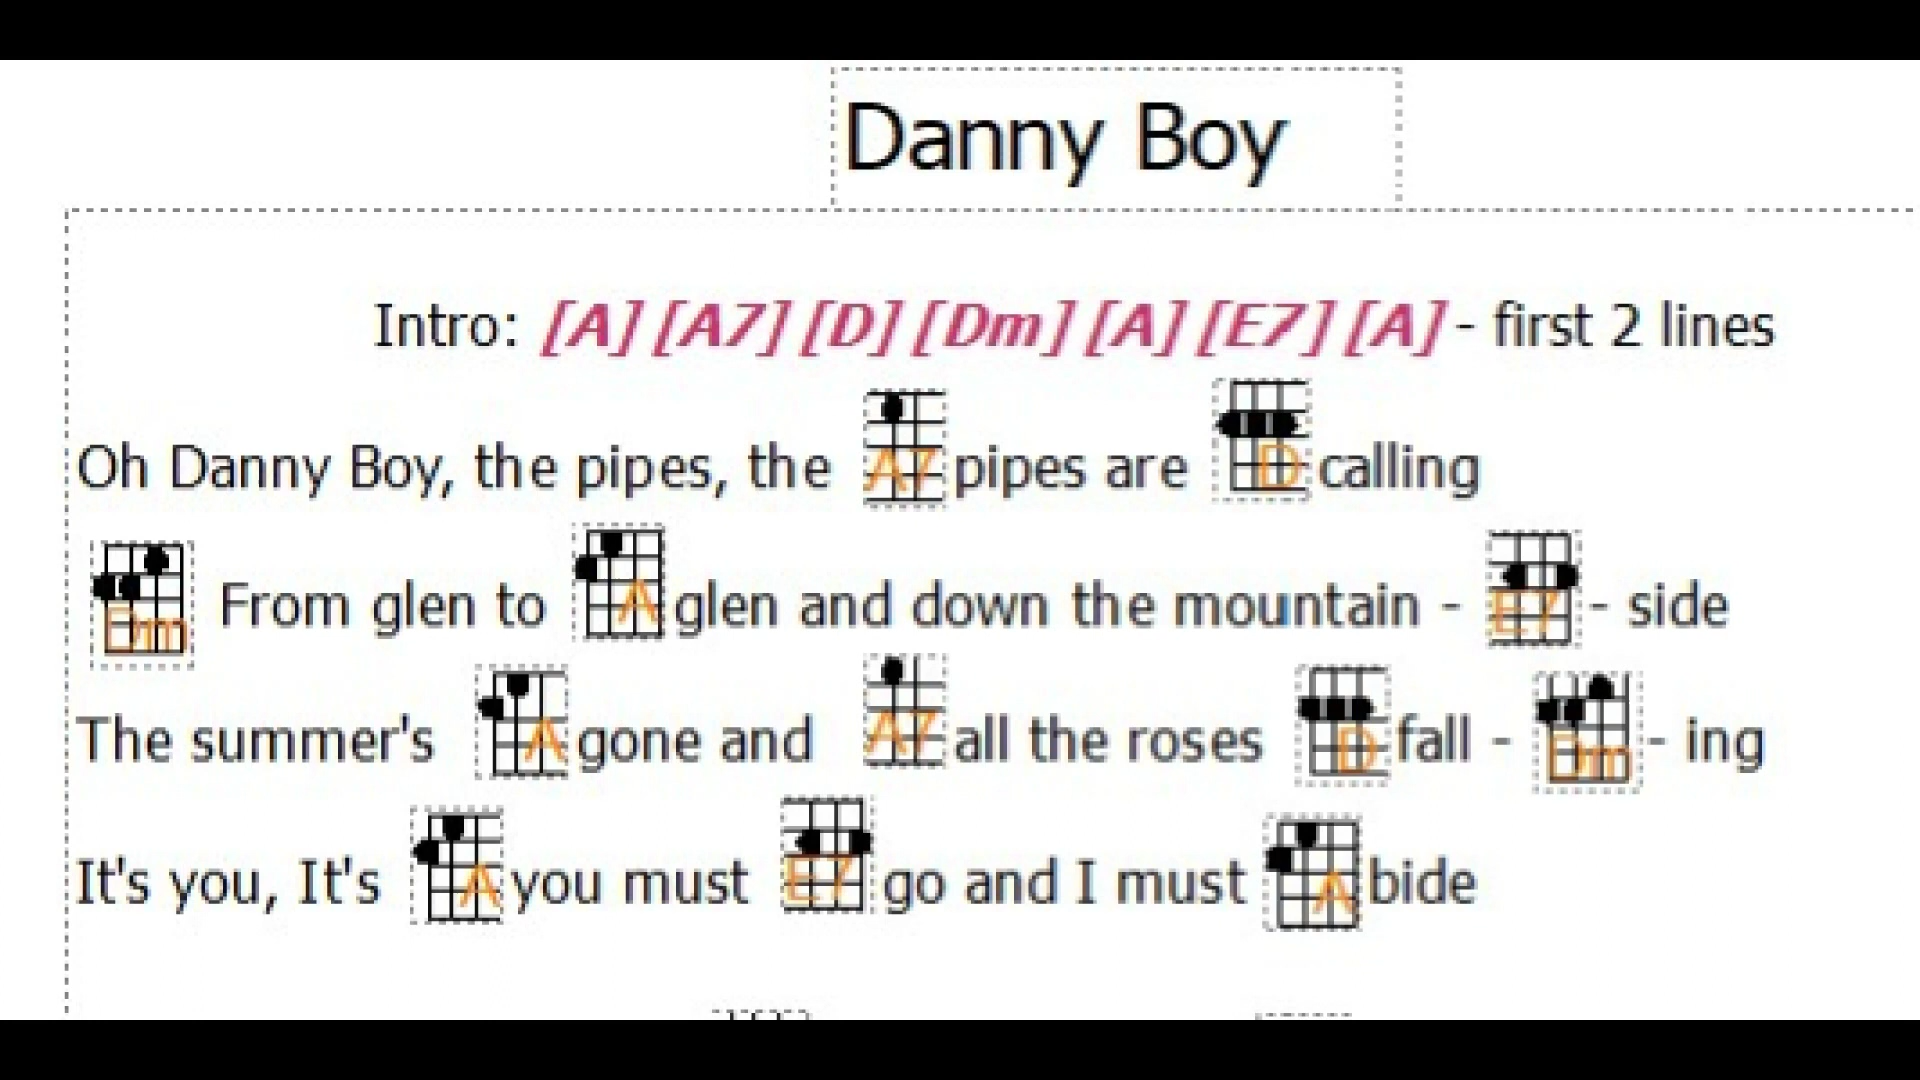 Danny Boy
Intro: [A] [A7] [D] [Dm] [A] [E7] [A] - first 2 lines
Oh Danny Boy, the pipes, the A7 pipes are D calling
Dm From glen to A glen and down the mountain - E7 - side
The summer's A gone and A7 all the roses D fall - Dm - ing
It's you, It's A you must E7 go and I must A bide